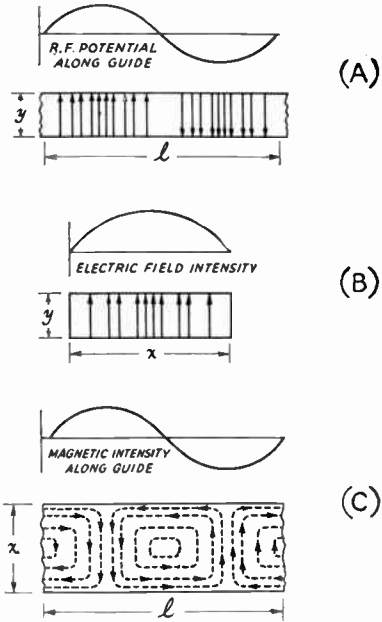 R.F. POTENTIAL
ALONG GUIDE
(A)
y
l
ELECTRIC FIELD INTENSITY
(B)
y
x
MAGNETIC INTENSITY
ALONG GUIDE
(C)
x
l